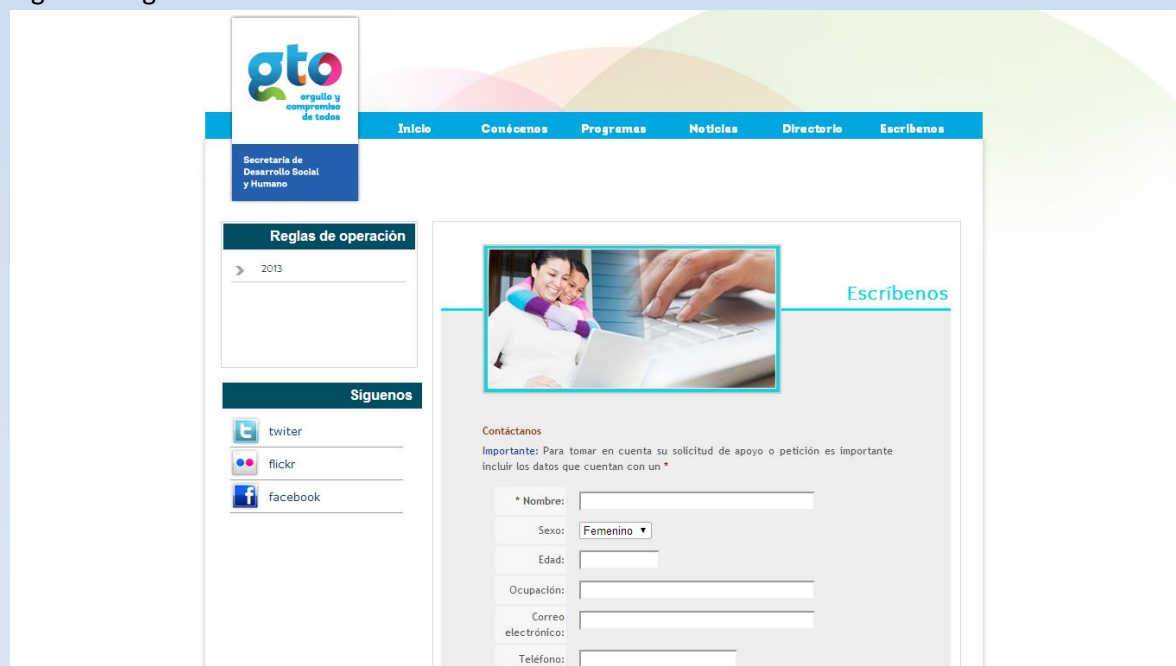 gto
orgullo y
compromiso
de todos
Inicio Conócenos Programas Noticias Directorio Escríbenos
Secretaría de
Desarrollo Social
y Humano
Reglas de operación
2013
Escríbenos
Síguenos
twiter
flickr
facebook
Contáctanos
Importante: Para tomar en cuenta su solicitud de apoyo o petición es importante
incluir los datos que cuentan con un *
* Nombre:
Sexo: Femenino
Edad:
Ocupación:
Correo
electrónico:
Teléfono: